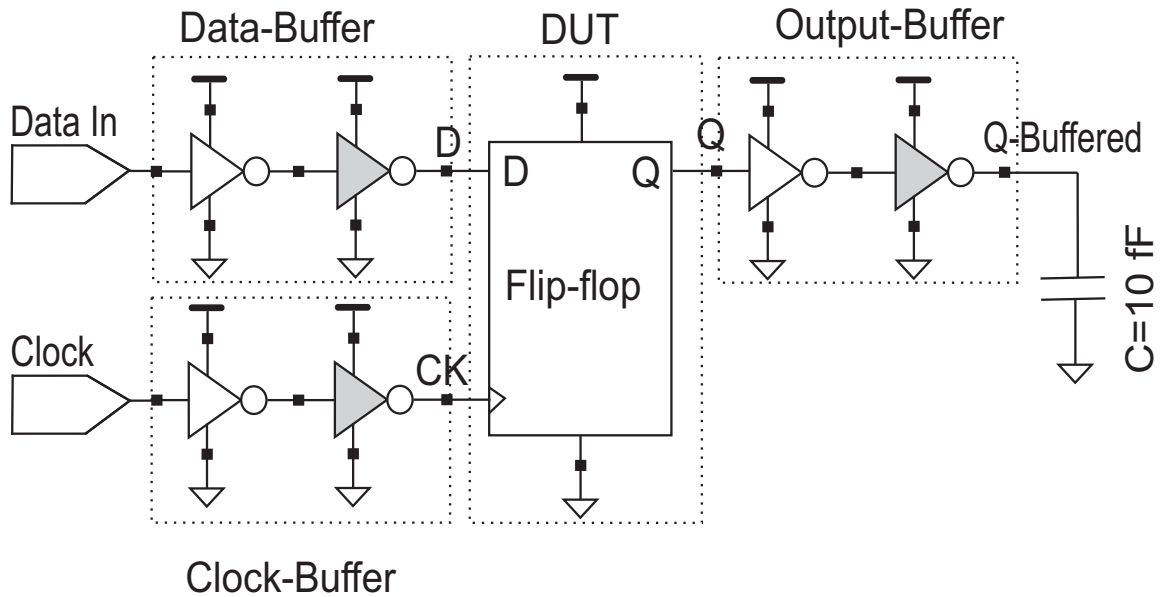 Data-Buffer
DUT
Output-Buffer
Data In
D
D
Q
Q
Q-Buffered
Flip-flop
C=10 fF
Clock
CK
Clock-Buffer